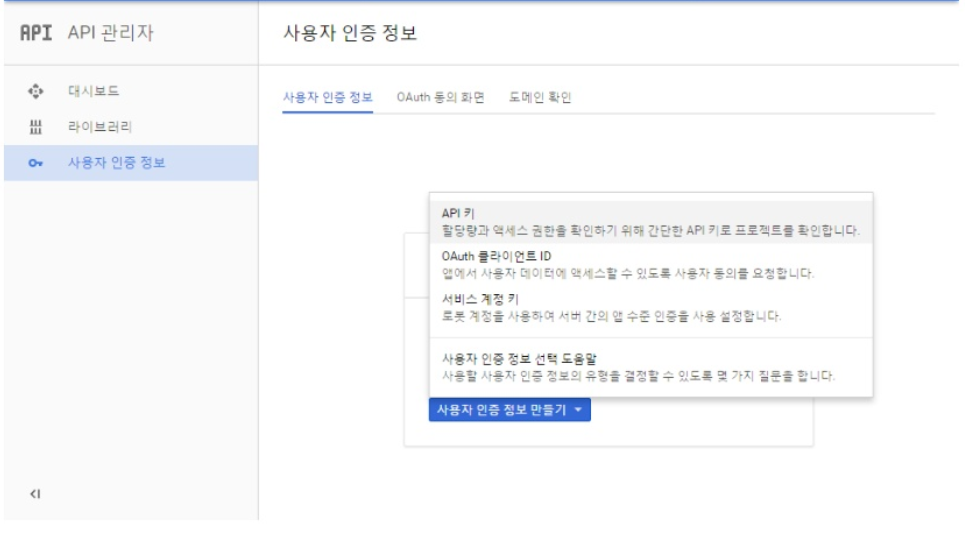 API API 관리자
사용자 인증 정보
대시보드
라이브러리
사용자 인증 정보
사용자 인증 정보 OAuth 동의 화면 도메인 확인
API 키
할당량과 액세스 권한을 확인하기 위해 간단한 API 키로 프로젝트를 확인합니다.
OAuth 클라이언트 ID
앱에서 사용자 데이터에 액세스할 수 있도록 사용자 동의를 요청합니다.
서비스 계정 키
로봇 계정을 사용하여 서버 간의 앱 수준 인증을 사용 설정합니다.
사용자 인증 정보 선택 도움말
사용할 사용자 인증 정보의 유형을 결정할 수 있도록 몇 가지 질문을 합니다.
사용자 인증 정보 만들기